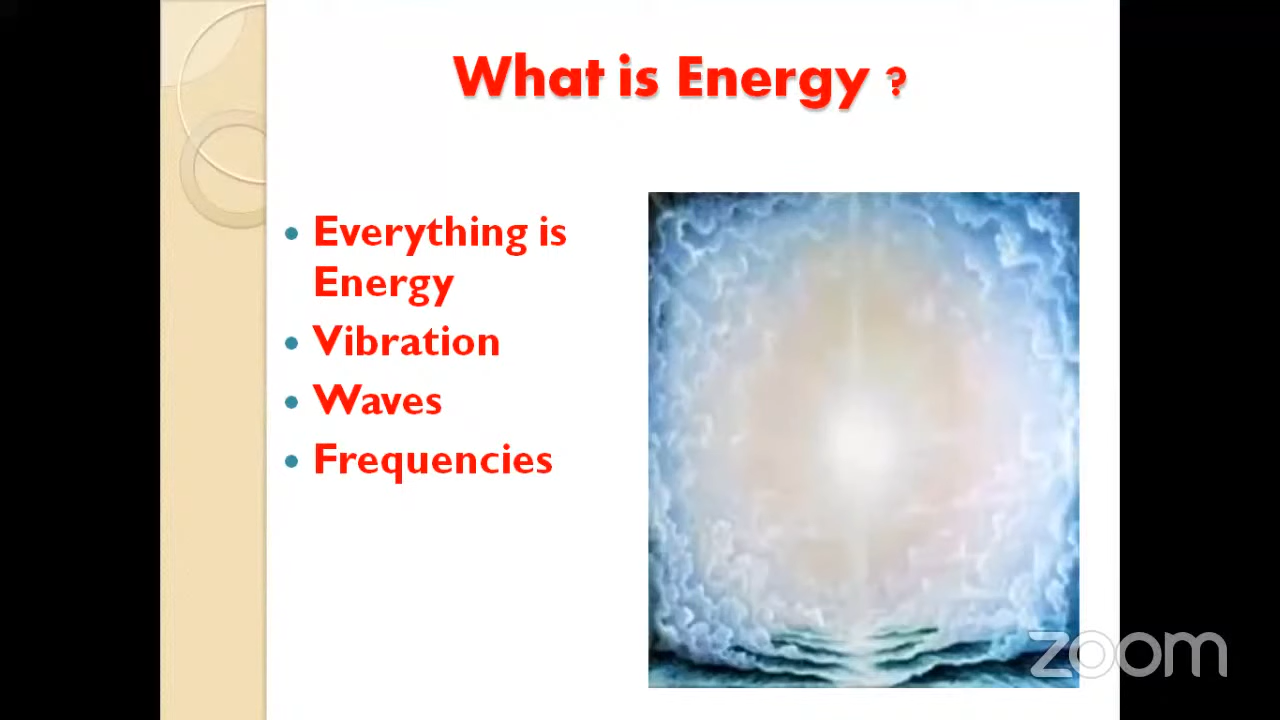 What is Energy ?
Everything is
Energy
Vibration
Waves
Frequencies
zoom